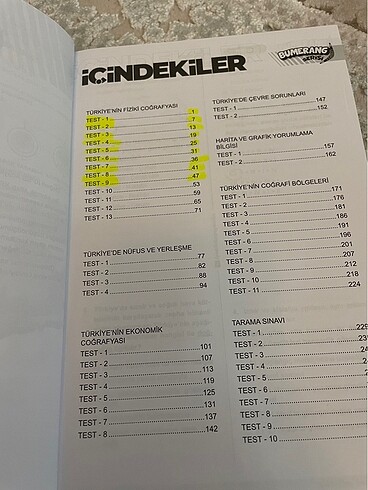 İÇİNDEKİLER
BUMERANG
SERİSİ
TÜRKİYE'NİN FİZİKİ COĞRAFYASI
TEST - 1 1
TEST - 2 7
TEST - 3 13
TEST - 4 19
TEST - 5 25
TEST - 6 31
TEST - 7 36
TEST - 8 41
TEST - 9 47
TEST - 10 53
TEST - 11 59
TEST - 12 65
TEST - 13 71
TÜRKİYE'DE NÜFUS VE YERLEŞME
TEST - 1 77
TEST - 2 82
TEST - 3 88
TEST - 4 94
TÜRKİYE'NİN EKONOMİK
COĞRAFYASI
TEST - 1 101
TEST - 2 107
TEST - 3 113
TEST - 4 119
TEST - 5 125
TEST - 6 131
TEST - 7 137
TEST - 8 142
TÜRKİYE'DE ÇEVRE SORUNLARI
TEST - 1 147
TEST - 2 152
HARİTA VE GRAFİK YORUMLAMA
BİLGİSİ
TEST - 1 157
TEST - 2 162
TÜRKİYE'NİN COĞRAFİ BÖLGELERİ
TEST - 1 171
TEST - 2 176
TEST - 3 181
TEST - 4 186
TEST - 5 191
TEST - 6 196
TEST - 7 201
TEST - 8 207
TEST - 9 212
TEST - 10 218
TEST - 11 224
TARAMA SINAVI
TEST - 1 229
TEST - 2
TEST - 3
TEST - 4
TEST - 5
TEST - 6
TEST - 7
TEST - 8
TEST - 9
TEST - 10